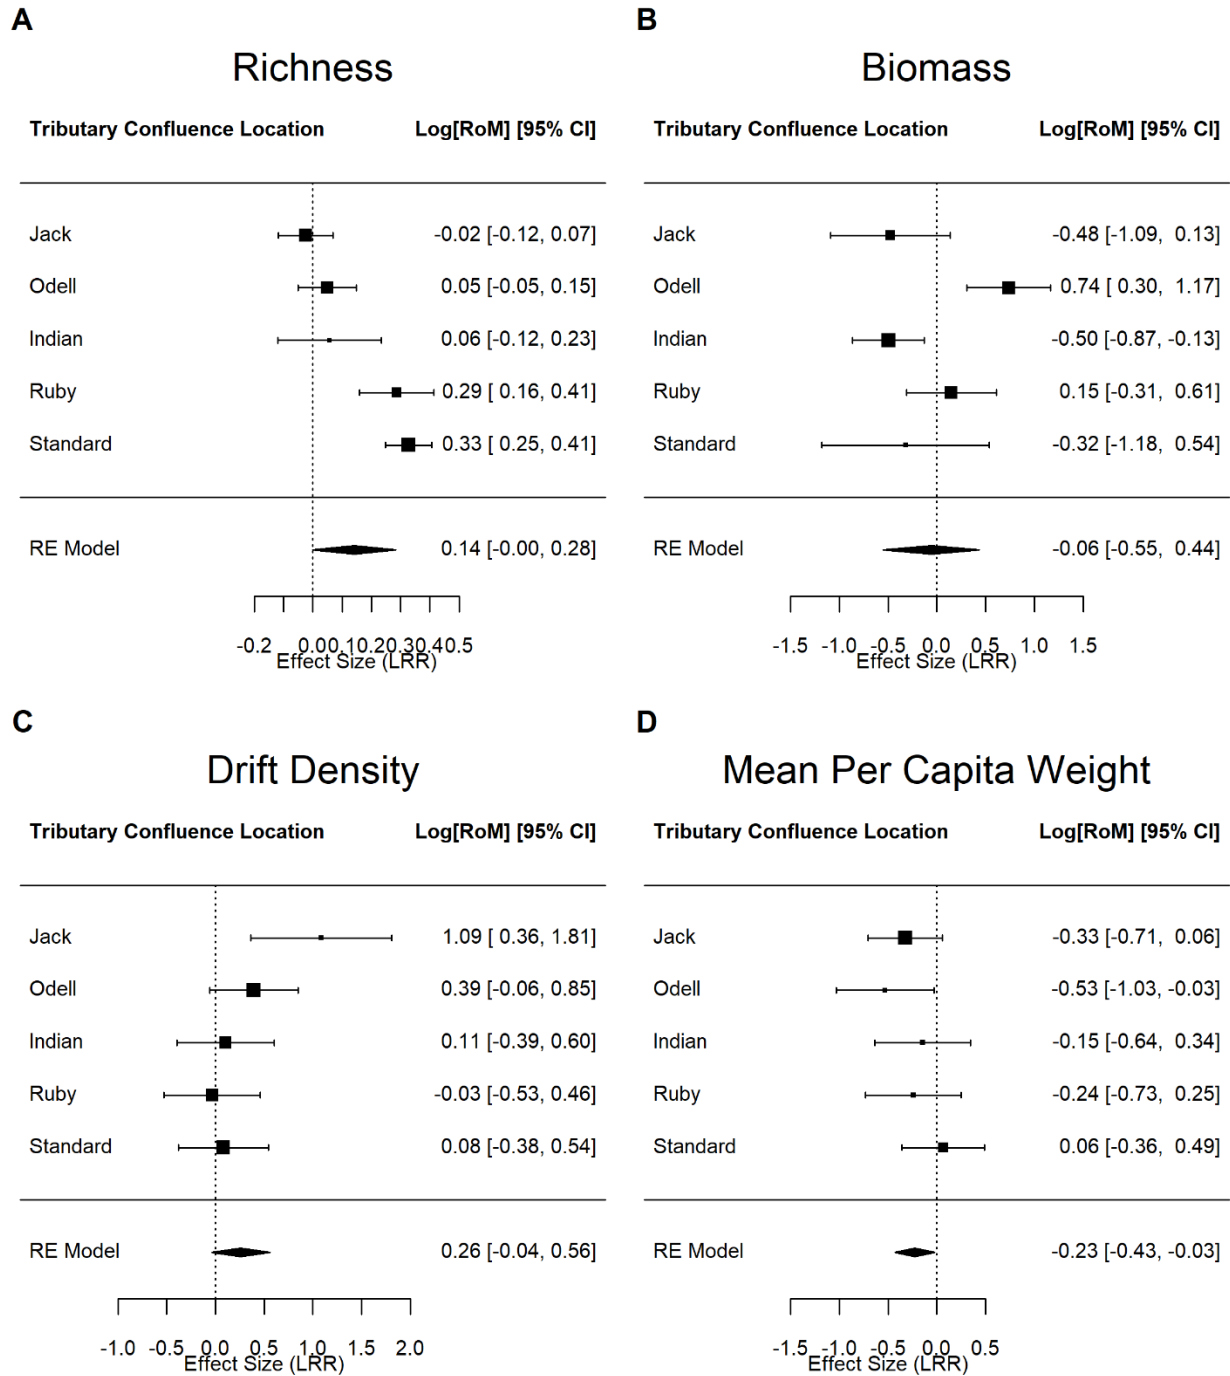 A
Richness
Tributary Confluence Location Log[RoM] [95% CI]
Jack -0.02 [-0.12, 0.07]
Odell 0.05 [-0.05, 0.15]
Indian 0.06 [-0.12, 0.23]
Ruby 0.29 [ 0.16, 0.41]
Standard 0.33 [ 0.25, 0.41]
RE Model 0.14 [-0.00, 0.28]
-0.2 0.0 0.1 0.2 0.3 0.4 0.5
Effect Size (LRR)
B
Biomass
Tributary Confluence Location Log[RoM] [95% CI]
Jack -0.48 [-1.09, 0.13]
Odell 0.74 [ 0.30, 1.17]
Indian -0.50 [-0.87, -0.13]
Ruby 0.15 [-0.31, 0.61]
Standard -0.32 [-1.18, 0.54]
RE Model -0.06 [-0.55, 0.44]
-1.5 -1.0 -0.5 0.0 0.5 1.0 1.5
Effect Size (LRR)
C
Drift Density
Tributary Confluence Location Log[RoM] [95% CI]
Jack 1.09 [ 0.36, 1.81]
Odell 0.39 [-0.06, 0.85]
Indian 0.11 [-0.39, 0.60]
Ruby -0.03 [-0.53, 0.46]
Standard 0.08 [-0.38, 0.54]
RE Model 0.26 [-0.04, 0.56]
-1.0 -0.5 0.0 0.5 1.0 1.5 2.0
Effect Size (LRR)
D
Mean Per Capita Weight
Tributary Confluence Location Log[RoM] [95% CI]
Jack -0.33 [-0.71, 0.06]
Odell -0.53 [-1.03, -0.03]
Indian -0.15 [-0.64, 0.34]
Ruby -0.24 [-0.73, 0.25]
Standard 0.06 [-0.36, 0.49]
RE Model -0.23 [-0.43, -0.03]
-1.5 -1.0 -0.5 0.0 0.5
Effect Size (LRR)